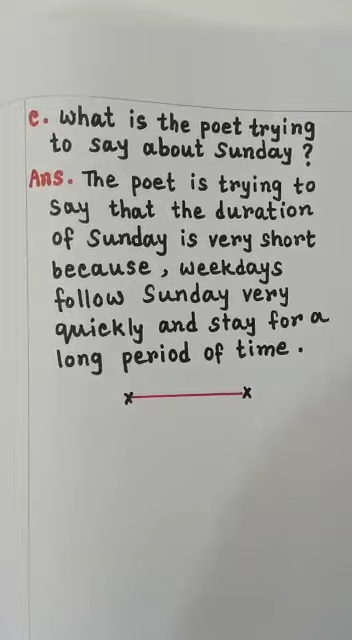 c. What is the poet trying
to say about Sunday ?
Ans. The poet is trying to
say that the duration
of Sunday is very short
because , weekdays
follow Sunday very
quickly and stay for a
long period of time .
x x